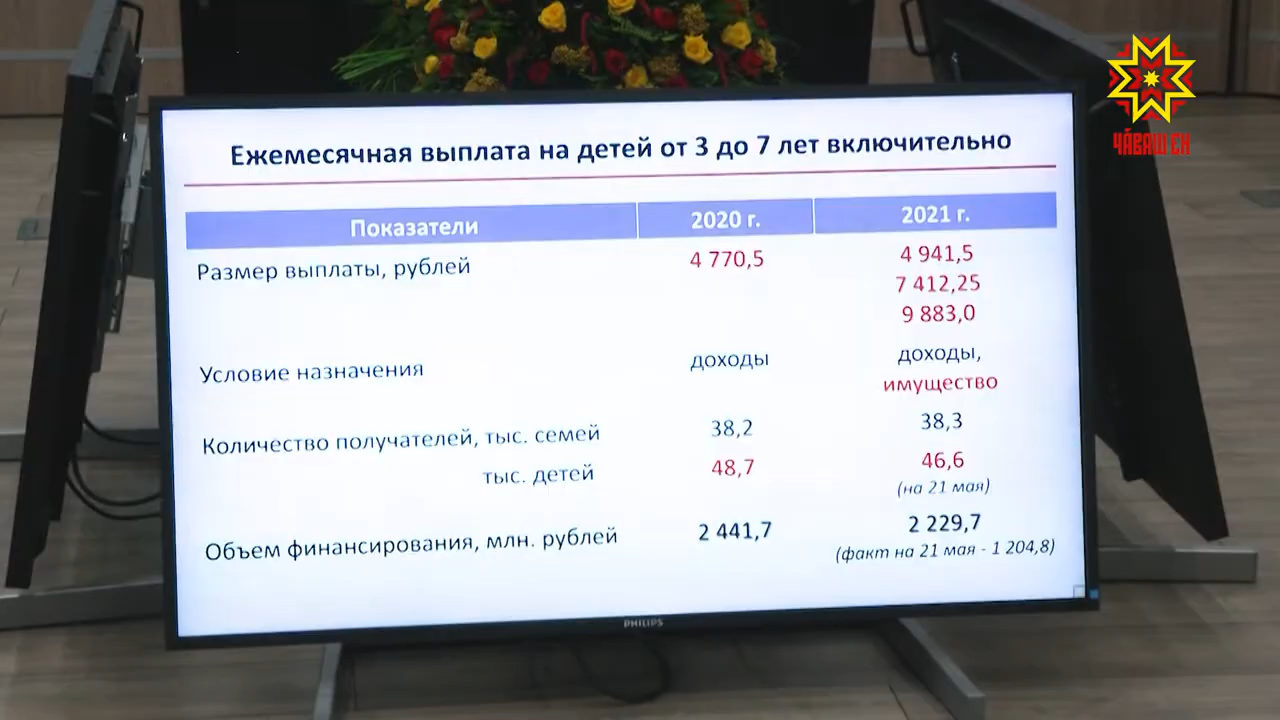 ЧӐВАШ ЕН
Ежемесячная выплата на детей от 3 до 7 лет включительно
Показатели 2020 г. 2021 г.
Размер выплаты, рублей 4 770,5 4 941,5
7 412,25
9 883,0
Условие назначения доходы доходы,
имущество
Количество получателей, тыс. семей 38,2 38,3
тыс. детей 48,7 46,6
(на 21 мая)
Объем финансирования, млн. рублей 2 441,7 2 229,7
(факт на 21 мая - 1 204,8)
PHILIPS